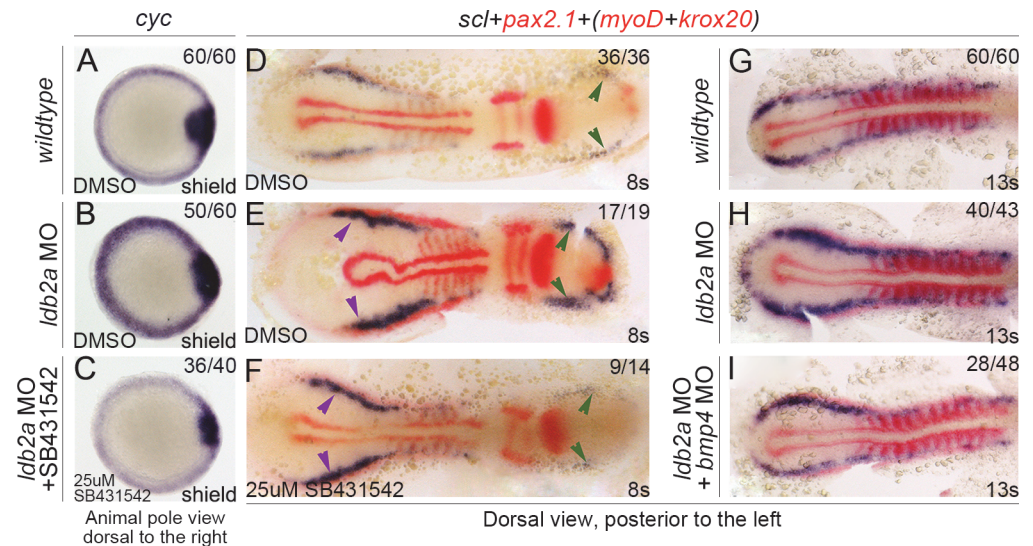 cyc
scl+pax2.1+(myoD+krox20)
wildtype
A
60/60
DMSO
shield
D
36/36
DMSO
8s
wildtype
G
60/60
13s
ldb2a MO
B
50/60
DMSO
shield
E
17/19
DMSO
8s
ldb2a MO
H
40/43
13s
ldb2a MO
+SB431542
C
36/40
25uM
SB431542
shield
F
9/14
25uM SB431542
8s
ldb2a MO
+ bmp4 MO
I
28/48
13s
Animal pole view
dorsal to the right
Dorsal view, posterior to the left